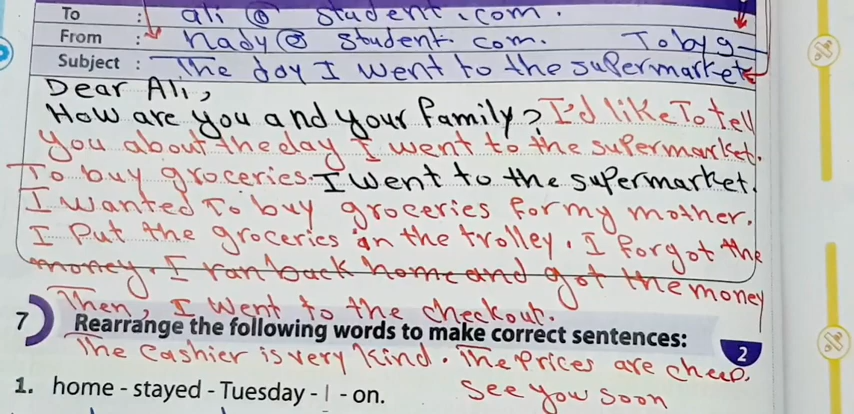 To : ali @ student.com.
From : hady @ student.com. Toby g
Subject : The day I went to the supermarket
Dear Ali,
How are you and your family? I'd like To tell
you about the day I went to the supermarket.
To buy groceries. I went to the supermarket.
I wanted To buy groceries for my mother.
I Put the groceries in the trolley. I forgot the
money. I ran back home and got the money
Then, I went to the checkout.
7 Rearrange the following words to make correct sentences: 2
The cashier is very kind. The Prices are cheap.
1. home - stayed - Tuesday - I - on. See you soon